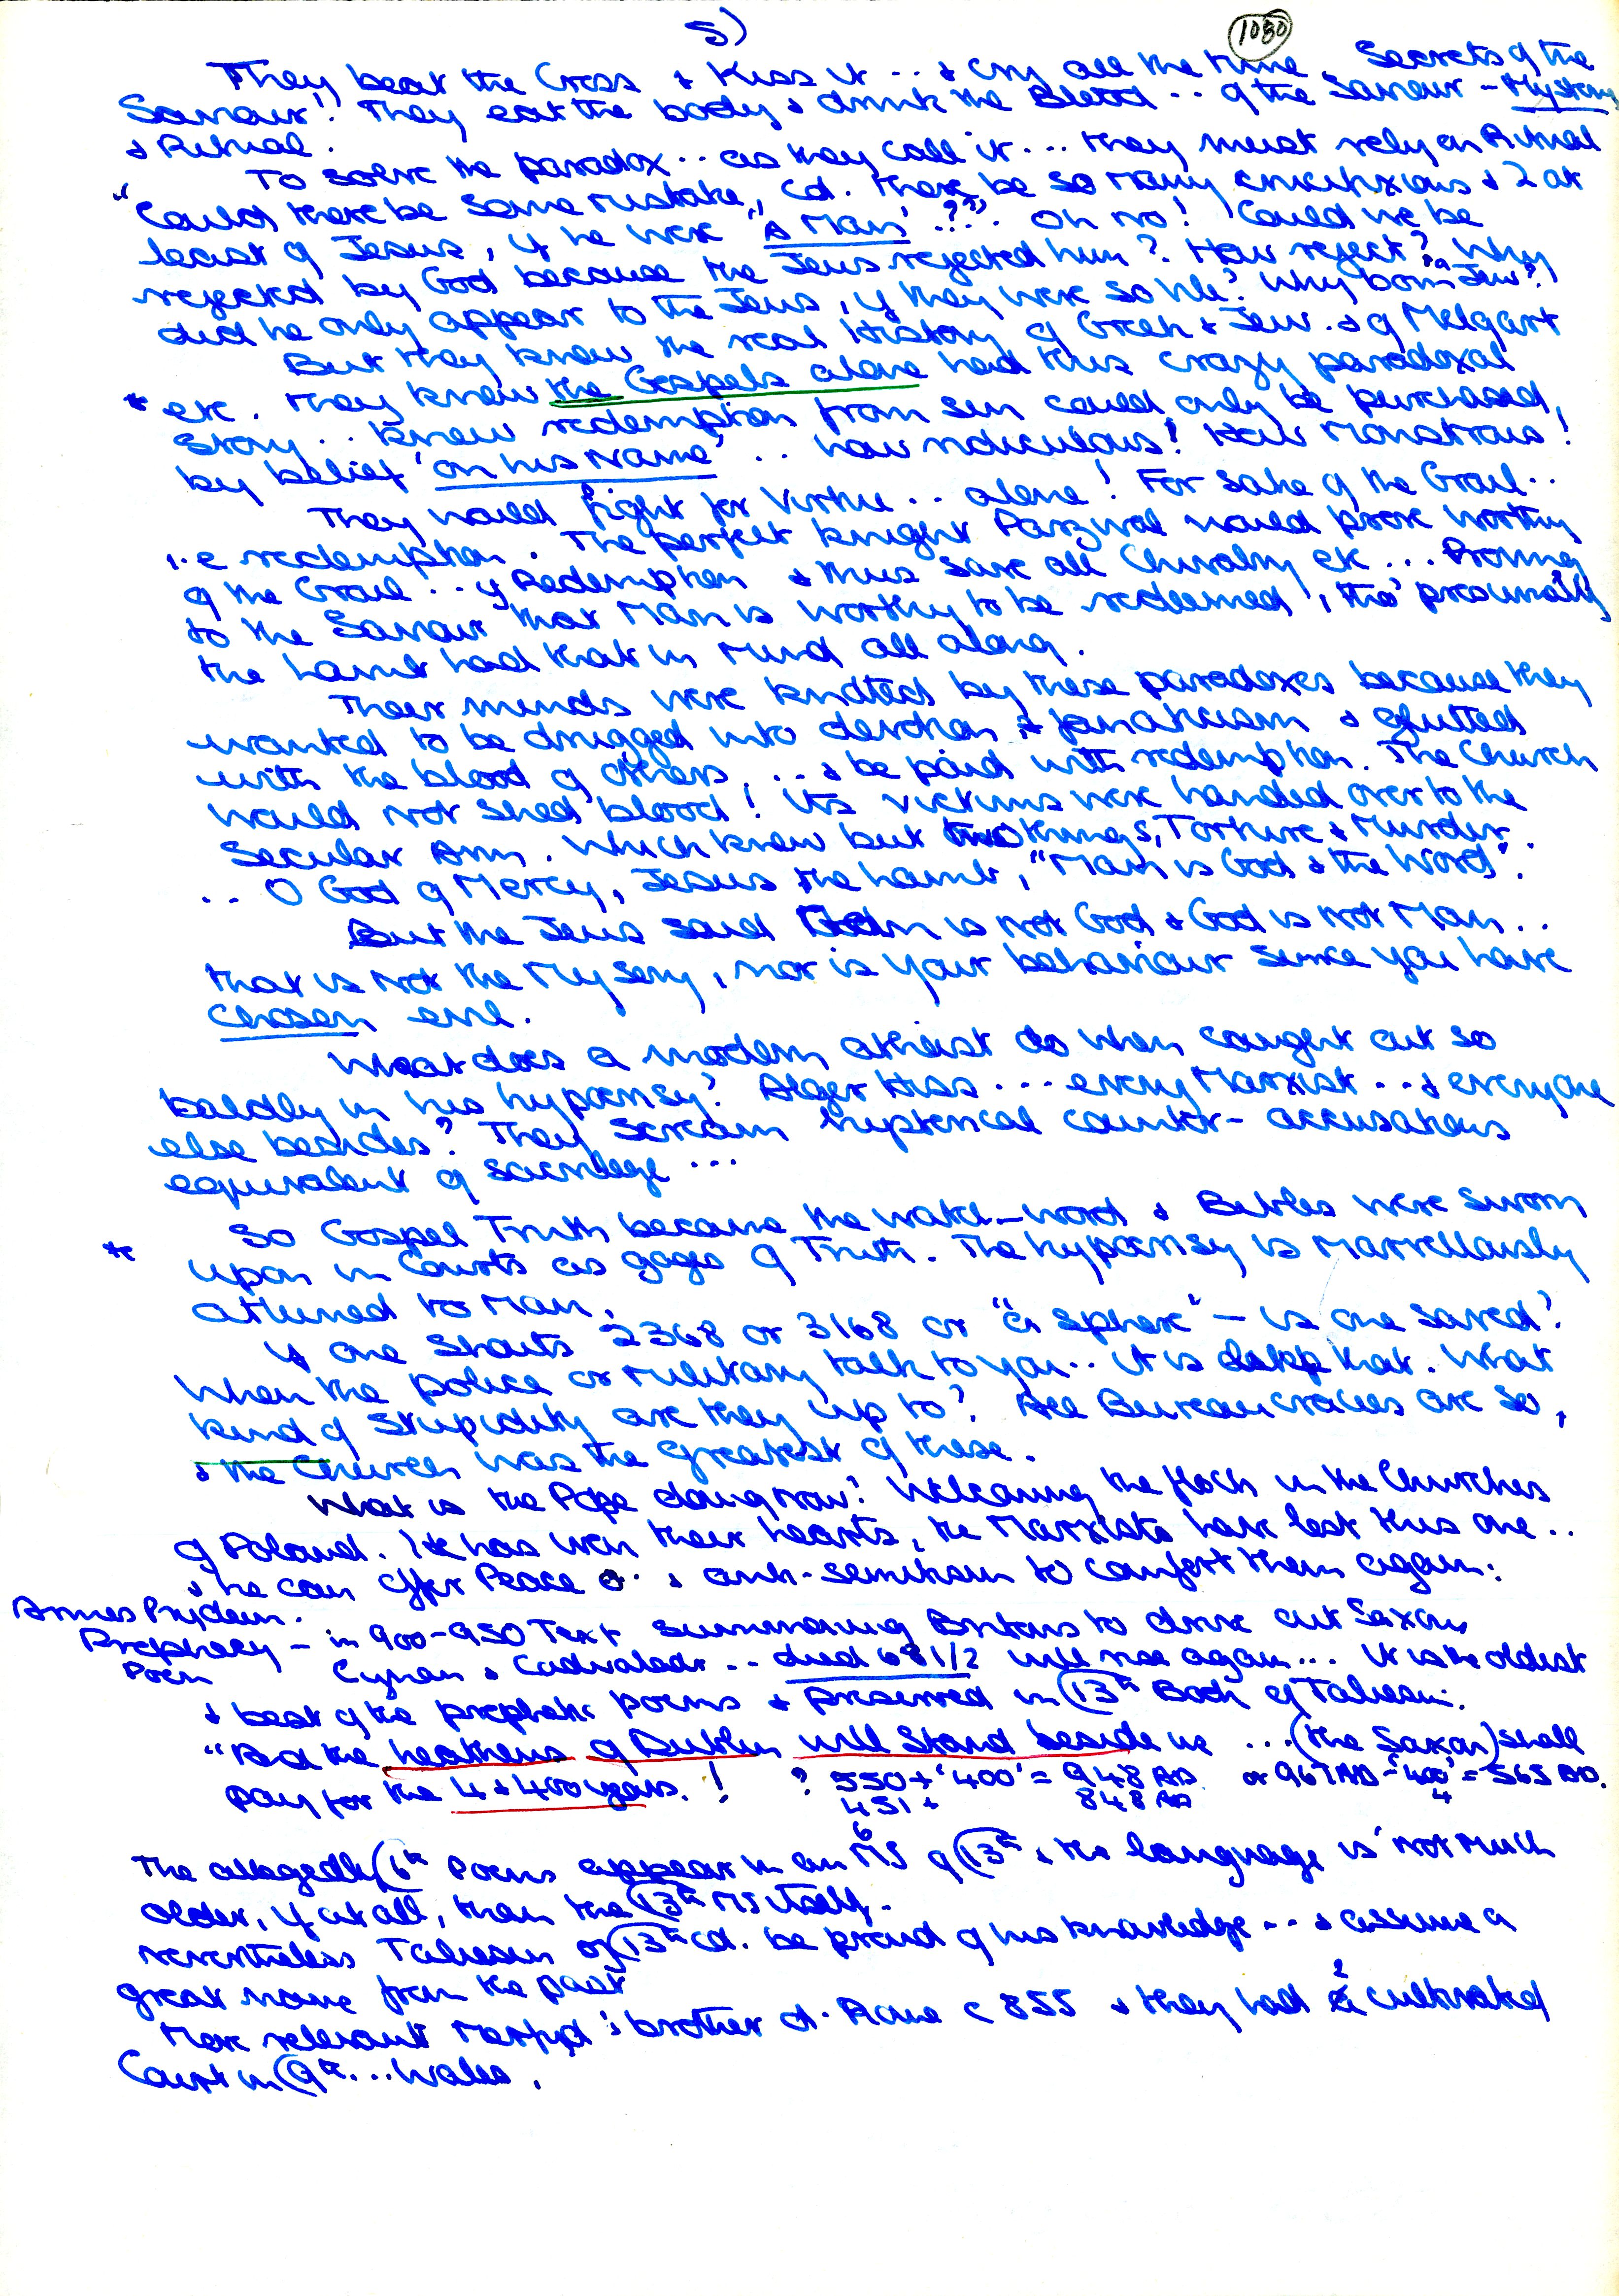 5)
1080
They beat the Cross & Kiss it .. & cry all the time. Secrets of the
Saviour! They eat the body & drink the Blood .. of the Saviour - Mystery
& Ritual.
To solve the paradox .. as they call it ... they must rely on Ritual
"Could there be some mistake", cd. there be so many crucifixions & 2 at
least of Jesus, if he were 'A Man' ..??". Oh no! Could we be
rejected by God because the Jews rejected him? How reject? Why
did he only appear to the Jews, if they were so vile? Why born a Jew?
But they knew the real History of Greek & Jew. & of Melqart
* etc. They knew the Gospels alone had this crazy paradoxal
story .. knew redemption from sin could only be purchased,
by belief 'on his Name' .. how ridiculous! How Monstrous!
They would fight for Virtue .. alone! For sake of the Grail ..
i.e redemption. The perfect knight Parzival would prove worthy
of the Grail .. of Redemption & thus save all Chivalry etc ... Proving
to the Saviour that Man is worthy to be redeemed, tho' presumably
the Lamb had that in mind all along.
Their minds were knotted by these paradoxes because they
wanted to be drugged into devotion & fanaticism & glutted
with the blood of others ... & be paid with redemption. The Church
would not shed blood! Its victims were handed over to the
Secular Arm. Which knew but two things, Torture & Murder.
.. O God of Mercy, Jesus the Lamb, "Man is God & the Word".
But the Jews said Man is not God & God is not Man ..
that is not the Mysery, nor is your behaviour since you have
chosen evil.
What does a modern atheist do when caught out so
baldly in his hypocrisy? Alger Hiss ... every Marxist ... & everyone
else besides? They scream hysterical counter-accusations
equivalent of sacrilege ...
So Gospel Truth became the watch-word & Bibles were sworn
* upon in Courts as gages of Truth. The hypocrisy is marvellously
attuned to Man.
If one shouts 2368 or 3168 or "a sphere" - is one saved?
When the police or military talk to you .. it is like that. What
kind of stupidity are they up to? All Bureaucracies are so,
& the Church was the greatest of these.
What is the Pope doing now? Welcoming the flock in the Churches
of Poland. He has won their hearts, the Marxists have lost this one ..
& he can offer Peace & anti-semitism to comfort them again:
Armes Prydein.
Prophecy - in 900-950 Text summoning Britons to drive out Saxons
Poem Cynan & Cadwaladr .. died 681/2 will rise again ... It is the oldest
& best of the prophetic poems & preserved in 13th Book of Taliesin.
"And the heathens of Dublin will stand beside us ... (the Saxon) shall
pay for the 4 & 400 years. ! ? 550 + '400' = 948 AD. or 967 AD - '400' = 565 AD.
451 + 848 AD 4
The allegedly 6th Poems appear in an MS of 13th & the language is 'not much
older, if at all, than the 13th MS itself.
Nevertheless Taliesin of 13th cd. be proud of his knowledge ... & assume a
great name from the past
More relevant Merfyd's brother d. Anne c 855 & they had a cultivated
Court in 9th ... Wales.